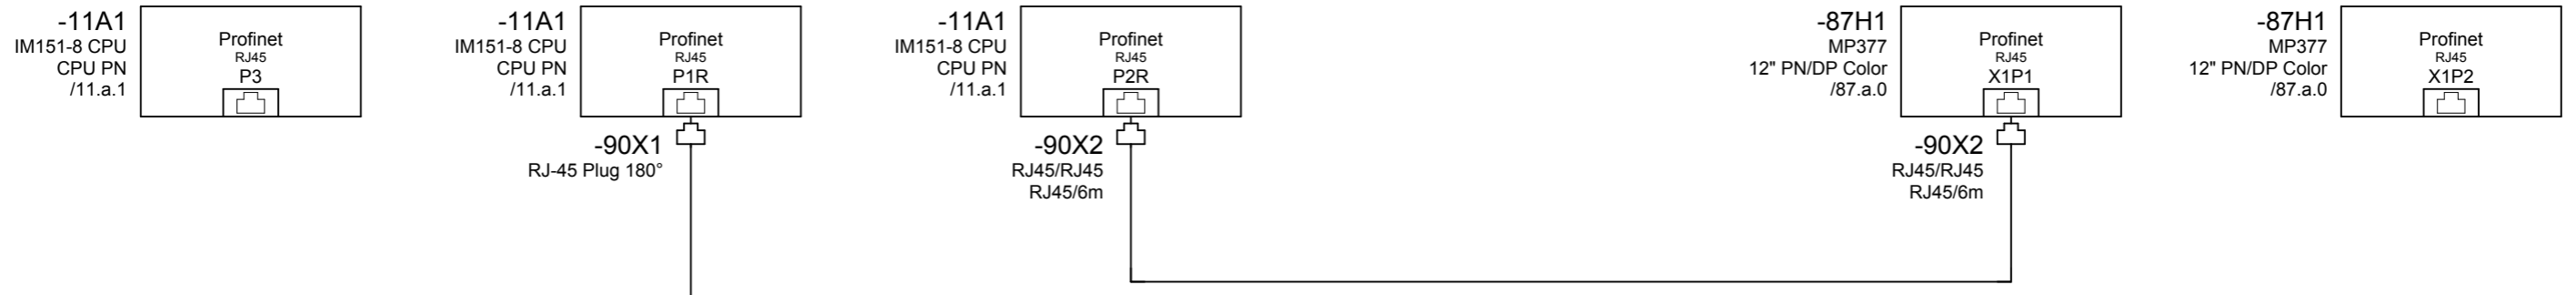 -11A1
IM151-8 CPU
CPU PN
/11.a.1
Profinet
RJ45
P3
-11A1
IM151-8 CPU
CPU PN
/11.a.1
Profinet
RJ45
P1R
-90X1
RJ-45 Plug 180°
-11A1
IM151-8 CPU
CPU PN
/11.a.1
Profinet
RJ45
P2R
-90X2
RJ45/RJ45
RJ45/6m
-87H1
MP377
12" PN/DP Color
/87.a.0
Profinet
RJ45
X1P1
-90X2
RJ45/RJ45
RJ45/6m
-87H1
MP377
12" PN/DP Color
/87.a.0
Profinet
RJ45
X1P2